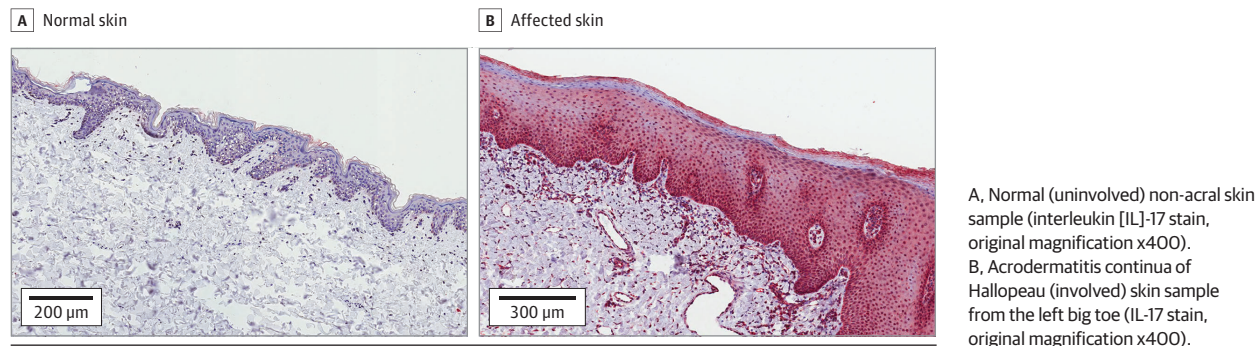 A Normal skin
B Affected skin
200 μm
300 μm
A, Normal (uninvolved) non-acral skin
sample (interleukin [IL]-17 stain,
original magnification x400).
B, Acrodermatitis continua of
Hallopeau (involved) skin sample
from the left big toe (IL-17 stain,
original magnification x400).